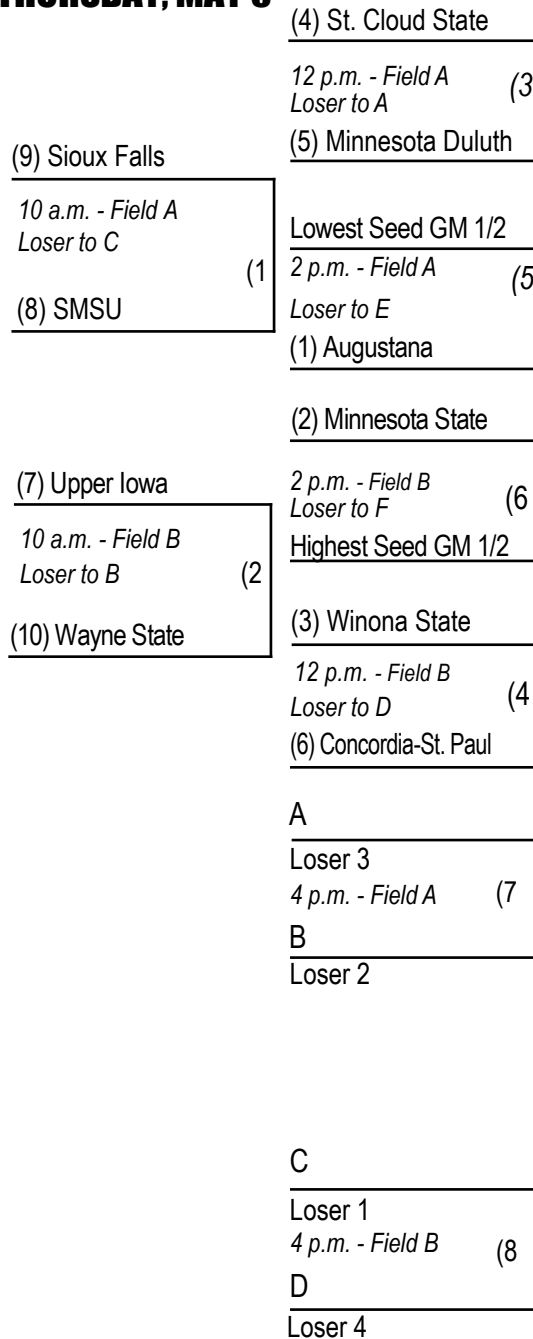 THURSDAY, MAY
(9) Sioux Falls
10 a.m. - Field A
Loser to C
(1
(8) SMSU
(7) Upper Iowa
10 a.m. - Field B
Loser to B (2
(10) Wayne State
(4) St. Cloud State
12 p.m. - Field A (3
Loser to A
(5) Minnesota Duluth
Lowest Seed GM 1/2
2 p.m. - Field A (5
Loser to E
(1) Augustana
(2) Minnesota State
2 p.m. - Field B (6
Loser to F
Highest Seed GM 1/2
(3) Winona State
12 p.m. - Field B (4
Loser to D
(6) Concordia-St. Paul
A
Loser 3
4 p.m. - Field A (7
B
Loser 2
C
Loser 1
4 p.m. - Field B (8
D
Loser 4